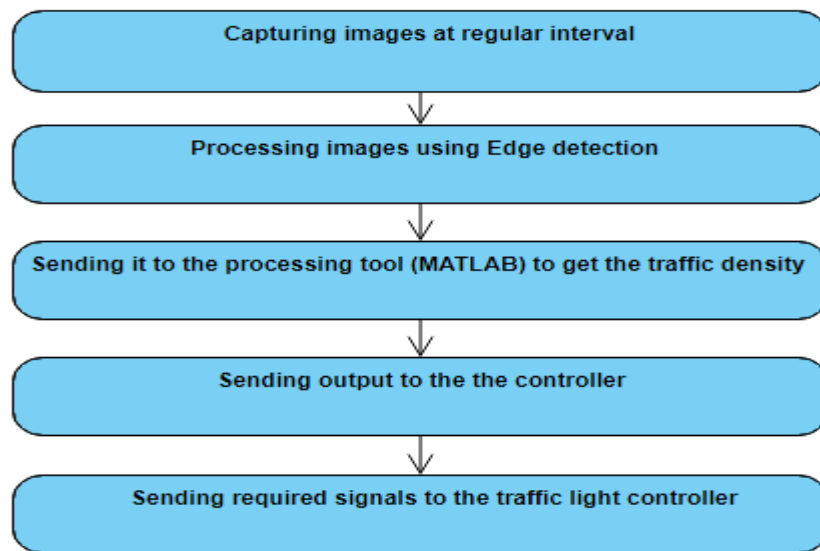 Capturing images at regular interval
Processing images using Edge detection
Sending it to the processing tool (MATLAB) to get the traffic density
Sending output to the the controller
Sending required signals to the traffic light controller